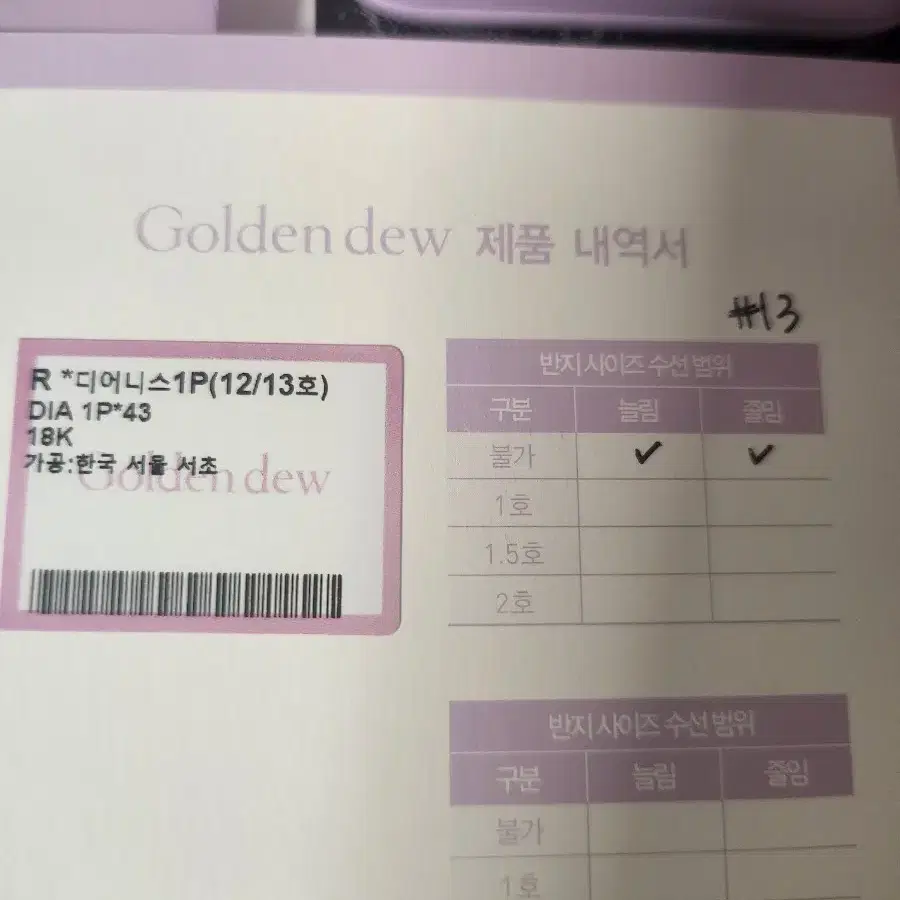 Golden dew 제품 내역서
#13
R *디어니스1P(12/13호)
DIA 1P*43
18K
가공:한국 서울 서초
Golden dew
반지 사이즈 수선 범위
구분 늘림 줄임
불가 ✔ ✔
1호
1.5호
2호
반지 사이즈 수선 범위
구분 늘림 줄임
불가
1호